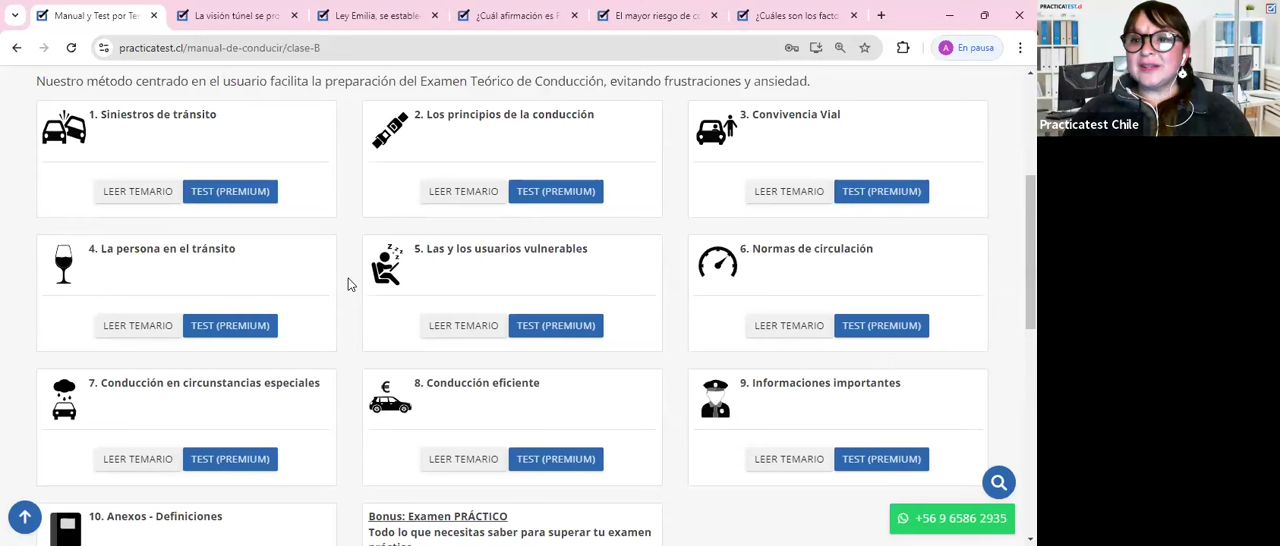 Manual y Test por Ter
La visión túnel se pro
Ley Emilia, se estable
¿Cuál afirmación es F
El mayor riesgo de co
¿Cuáles son los facto
practicatest.cl/manual-de-conducir/clase-B
A En pausa
Nuestro método centrado en el usuario facilita la preparación del Examen Teórico de Conducción, evitando frustraciones y ansiedad.
1. Siniestros de tránsito
2. Los principios de la conducción
3. Convivencia Vial
LEER TEMARIO TEST (PREMIUM)
LEER TEMARIO TEST (PREMIUM)
LEER TEMARIO TEST (PREMIUM)
4. La persona en el tránsito
5. Las y los usuarios vulnerables
6. Normas de circulación
LEER TEMARIO TEST (PREMIUM)
LEER TEMARIO TEST (PREMIUM)
LEER TEMARIO TEST (PREMIUM)
7. Conducción en circunstancias especiales
8. Conducción eficiente
9. Informaciones importantes
LEER TEMARIO TEST (PREMIUM)
LEER TEMARIO TEST (PREMIUM)
LEER TEMARIO TEST (PREMIUM)
10. Anexos - Definiciones
Bonus: Examen PRÁCTICO
Todo lo que necesitas saber para superar tu examen
+56 9 6586 2935
PRACTICATEST.cl
Practicatest Chile